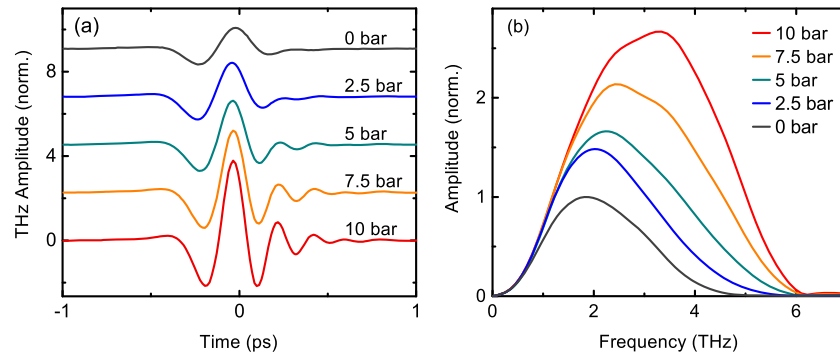 (a)
0 bar
2.5 bar
5 bar
7.5 bar
10 bar
8
4
0
THz Amplitude (norm.)
-1
0
1
Time (ps)
(b)
10 bar
7.5 bar
5 bar
2.5 bar
0 bar
2
1
0
Amplitude (norm.)
0
2
4
6
Frequency (THz)